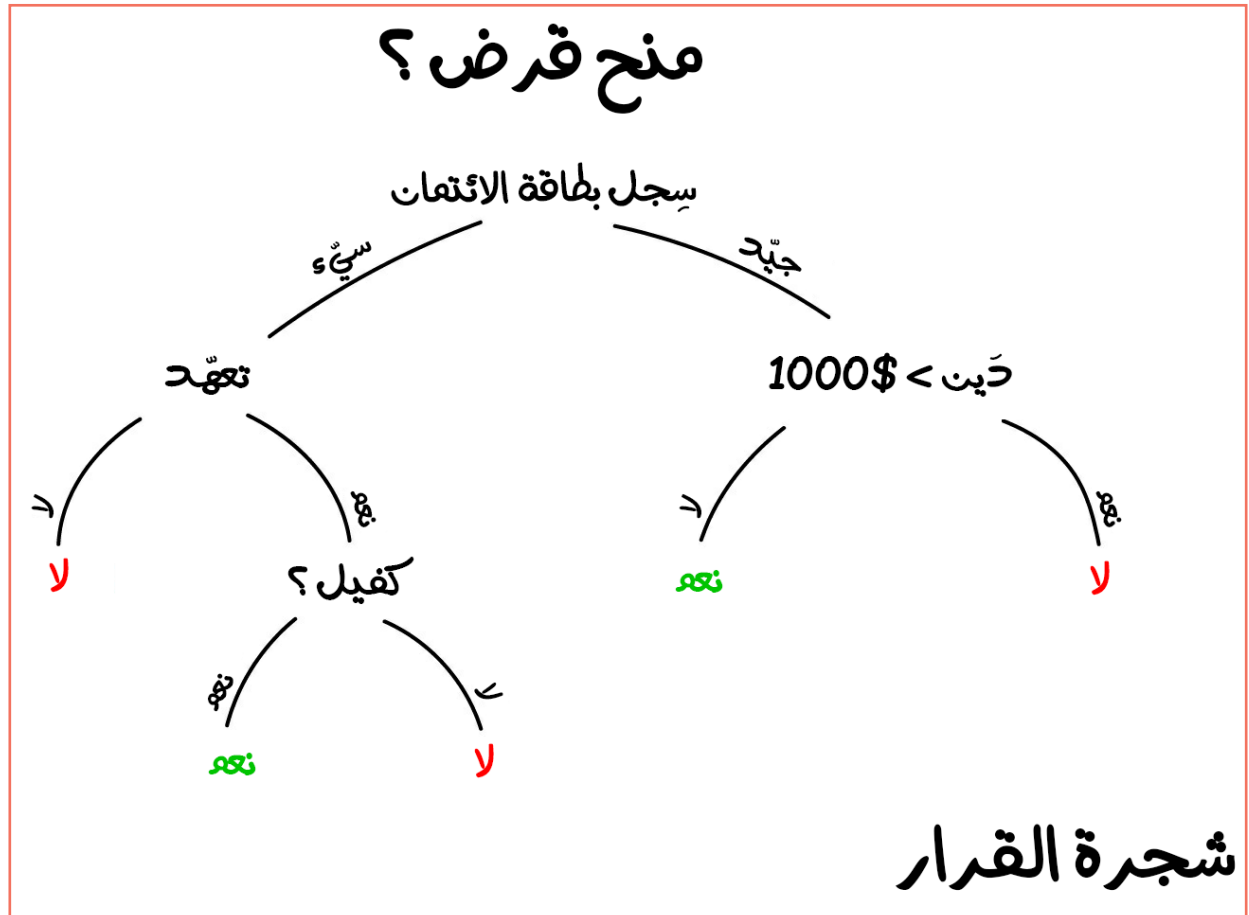 منح قرض؟
سِجل بطاقة الائتمان
جيّد
سيّء
دَين > $1000
تعهّد
نعم
لا
نعم
لا
لا
نعم
كفيل؟
لا
لا
نعم
لا
نعم
شجرة القرار